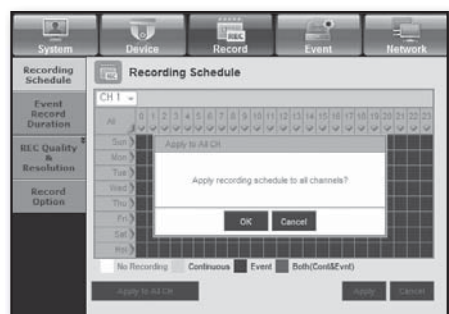 System Device Record Event Network
Recording Schedule
Recording Schedule
Event Record Duration
REC Quality & Resolution
Record Option
CH 1
All 0 1 2 3 4 5 6 7 8 9 10 11 12 13 14 15 16 17 18 19 20 21 22 23
Sun
Mon
Tue
Wed
Thu
Fri
Sat
Hol
Apply to All CH
Apply recording schedule to all channels?
OK Cancel
No Recording Continuous Event Both(Cont&Evnt)
Apply to All CH Apply Cancel